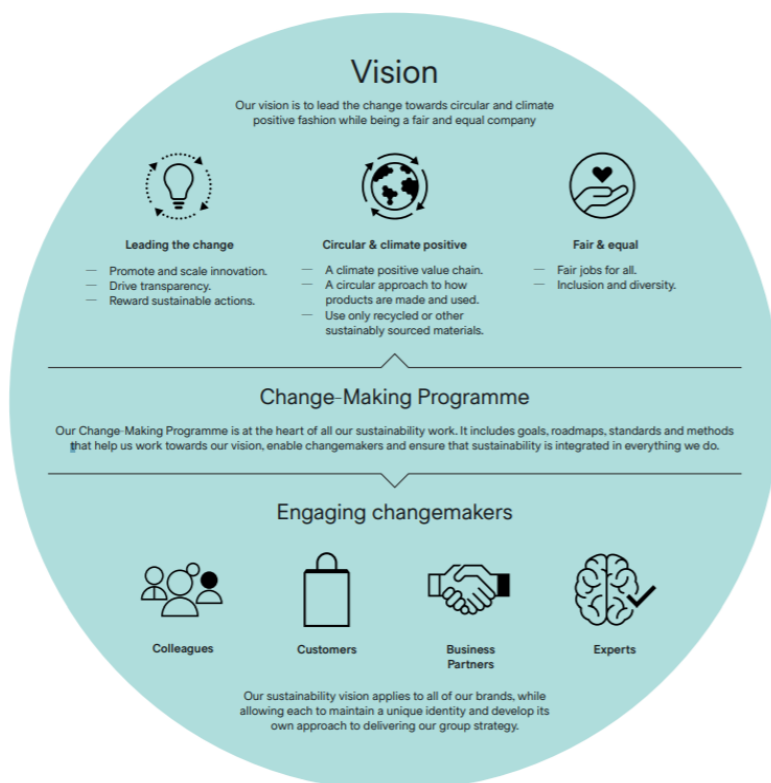 Vision
Our vision is to lead the change towards circular and climate
positive fashion while being a fair and equal company
Leading the change
— Promote and scale innovation.
— Drive transparency.
— Reward sustainable actions.
Circular & climate positive
— A climate positive value chain.
— A circular approach to how
products are made and used.
— Use only recycled or other
sustainably sourced materials.
Fair & equal
— Fair jobs for all.
— Inclusion and diversity.
Change-Making Programme
Our Change-Making Programme is at the heart of all our sustainability work. It includes goals, roadmaps, standards and methods
that help us work towards our vision, enable changemakers and ensure that sustainability is integrated in everything we do.
Engaging changemakers
Colleagues
Customers
Business
Partners
Experts
Our sustainability vision applies to all of our brands, while
allowing each to maintain a unique identity and develop its
own approach to delivering our group strategy.